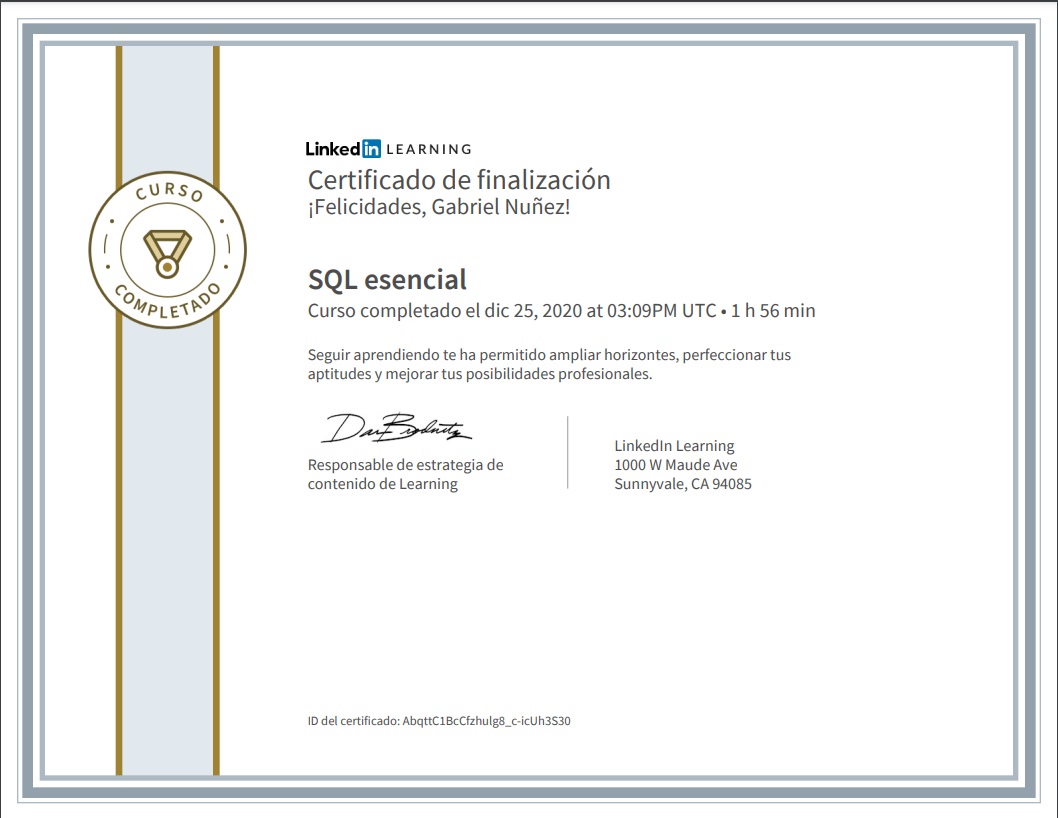 CURSO
COMPLETADO
Linked in LEARNING
Certificado de finalización
¡Felicidades, Gabriel Nuñez!
SQL esencial
Curso completado el dic 25, 2020 at 03:09PM UTC • 1 h 56 min
Seguir aprendiendo te ha permitido ampliar horizontes, perfeccionar tus
aptitudes y mejorar tus posibilidades profesionales.
Responsable de estrategia de
contenido de Learning
LinkedIn Learning
1000 W Maude Ave
Sunnyvale, CA 94085
ID del certificado: AbqttC1BcCfzhulg8_c-icUh3S30